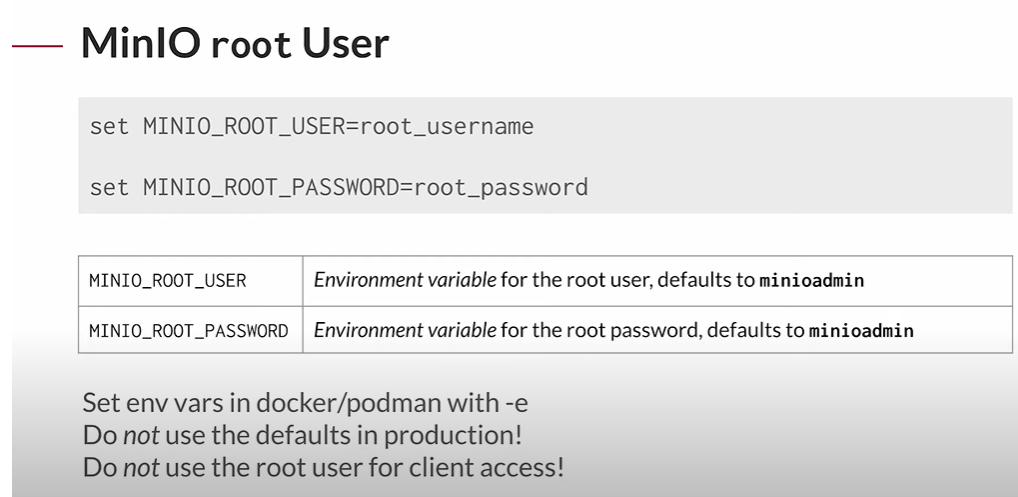 MinIO root User
set MINIO_ROOT_USER=root_username
set MINIO_ROOT_PASSWORD=root_password
MINIO_ROOT_USER Environment variable for the root user, defaults to minioadmin
MINIO_ROOT_PASSWORD Environment variable for the root password, defaults to minioadmin
Set env vars in docker/podman with -e
Do not use the defaults in production!
Do not use the root user for client access!